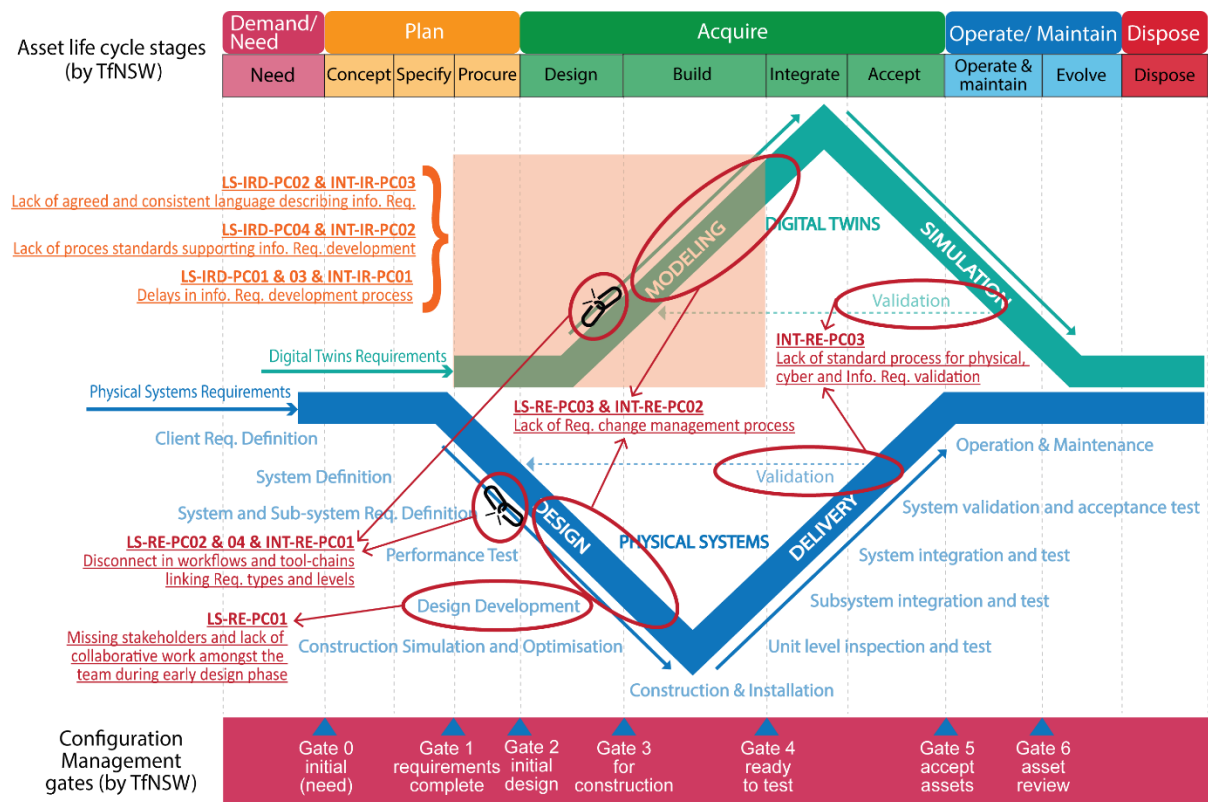 Asset life cycle stages
(by TfNSW)
Demand/
Need
Plan
Acquire
Operate/ Maintain
Dispose
Need
Concept
Specify
Procure
Design
Build
Integrate
Accept
Operate &
maintain
Evolve
Dispose
LS-IRD-PC02 & INT-IR-PC03
Lack of agreed and consistent language describing info. Req.
LS-IRD-PC04 & INT-IR-PC02
Lack of proces standards supporting info. Req. development
LS-IRD-PC01 & 03 & INT-IR-PC01
Delays in info. Req. development process
MODELING
DIGITAL TWINS
SIMULATION
Validation
INT-RE-PC03
Lack of standard process for physical,
cyber and Info. Req. validation
Digital Twins Requirements
Physical Systems Requirements
LS-RE-PC03 & INT-RE-PC02
Lack of Req. change management process
Client Req. Definition
System Definition
System and Sub-system Req. Definition
Performance Test
Design Development
Construction Simulation and Optimisation
Construction & Installation
DESIGN
PHYSICAL SYSTEMS
DELIVERY
Validation
Operation & Maintenance
System validation and acceptance test
System integration and test
Subsystem integration and test
Unit level inspection and test
LS-RE-PC02 & 04 & INT-RE-PC01
Disconnect in workflows and tool-chains
linking Req. types and levels
LS-RE-PC01
Missing stakeholders and lack of
collaborative work amongst the
team during early design phase
Configuration
Management
gates (by TfNSW)
Gate 0
initial
(need)
Gate 1
requirements
complete
Gate 2
initial
design
Gate 3
for
construction
Gate 4
ready
to test
Gate 5
accept
assets
Gate 6
asset
review